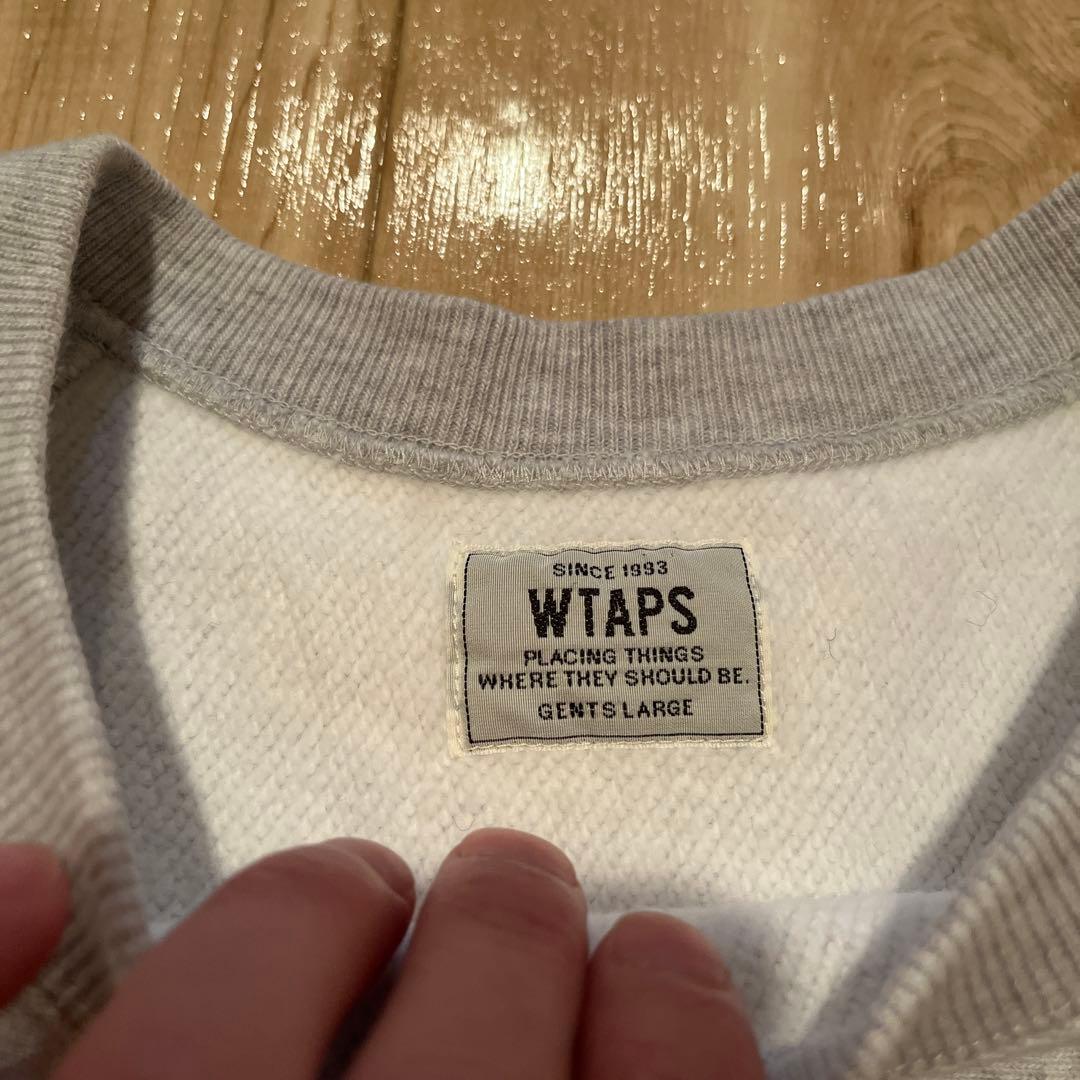 SINCE 1993
WTAPS
PLACING THINGS
WHERE THEY SHOULD BE.
GENTS LARGE